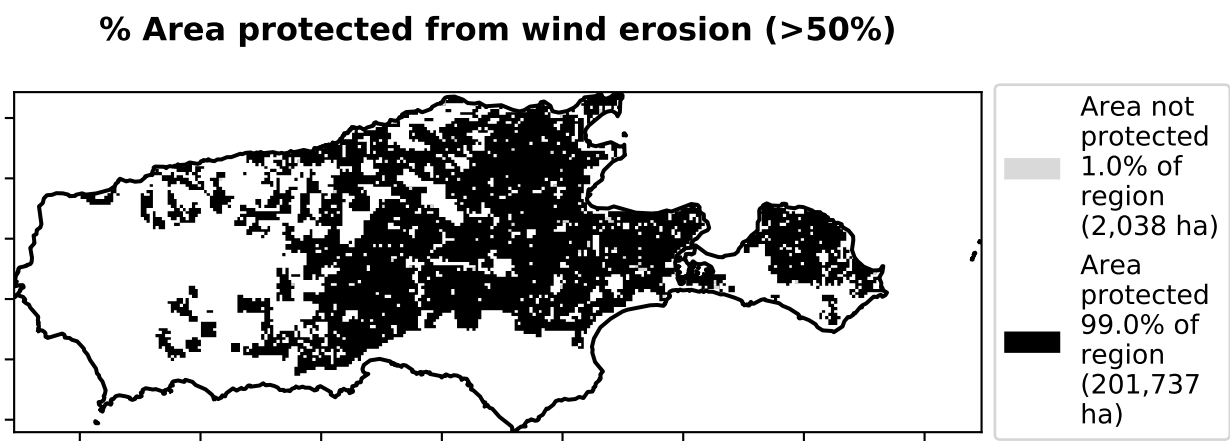 % Area protected from wind erosion (>50%)
Area not
protected
1.0% of
region
(2,038 ha)
Area
protected
99.0% of
region
(201,737
ha)